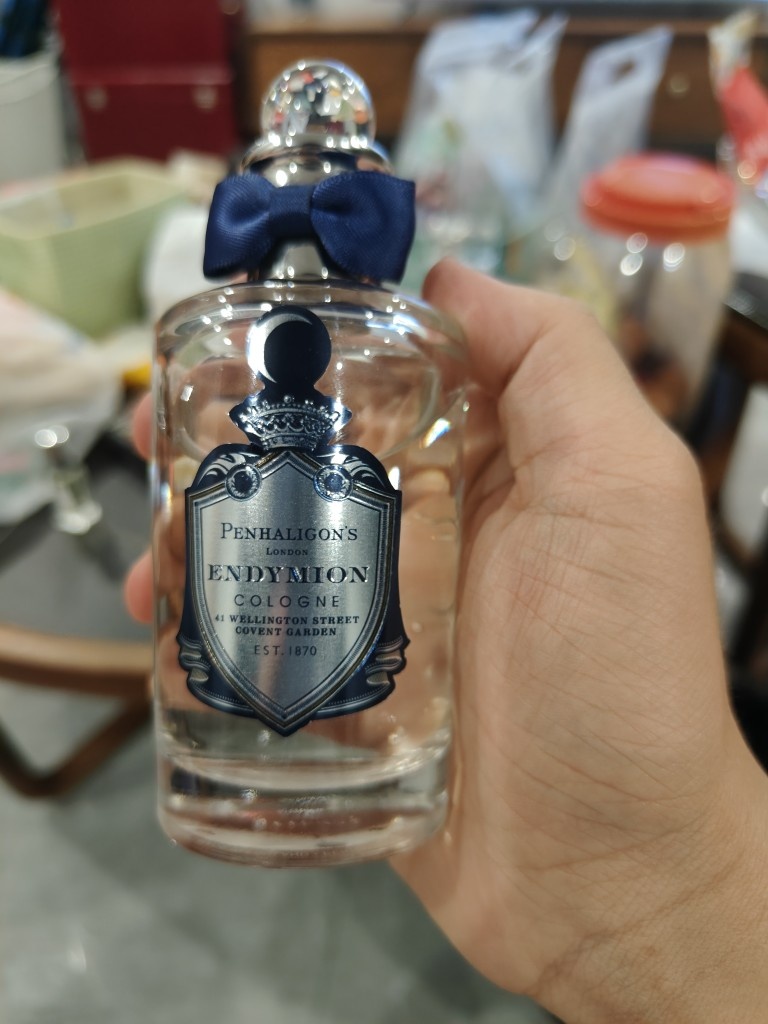 PENHALIGON'S
LONDON
ENDYMION
COLOGNE
41 WELLINGTON STREET
COVENT GARDEN
EST. 1870